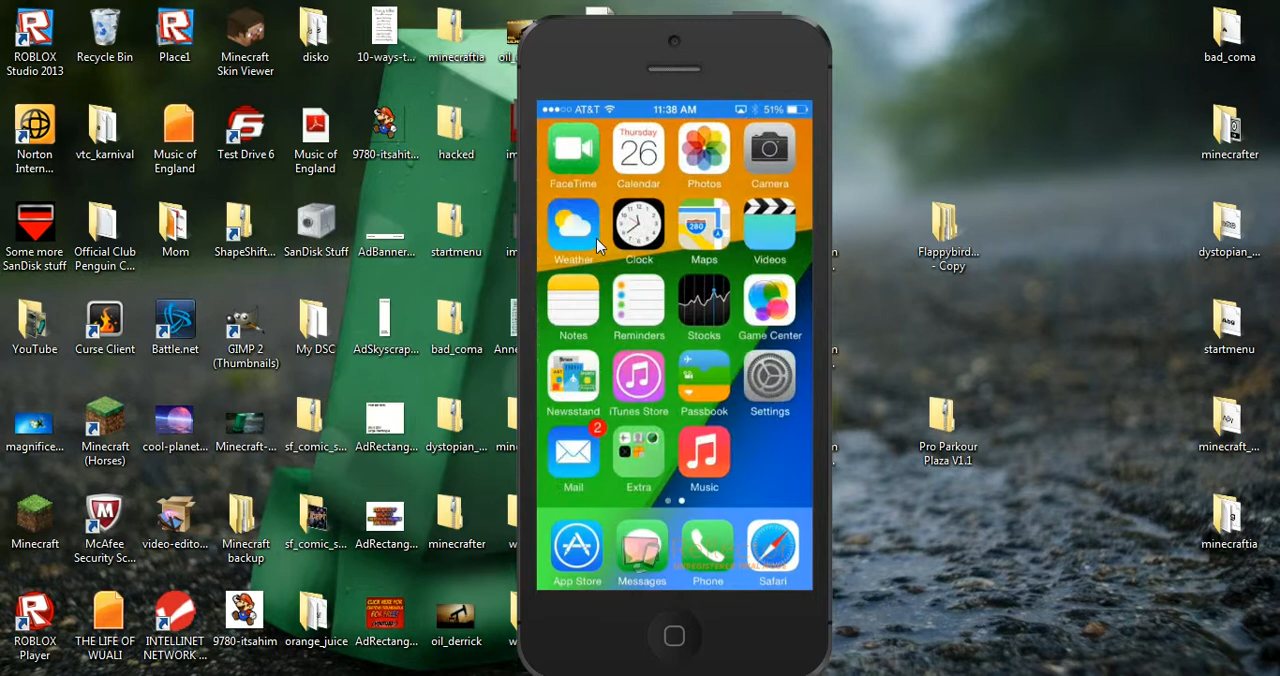 ROBLOX Studio 2013
Recycle Bin
Place1
Minecraft Skin Viewer
disko
10-ways-t...
minecraftia
bad_coma
Norton Intern...
vtc_karnival
Music of England
Test Drive 6
Music of England
9780-itsahit...
hacked
minecrafter
Some more SanDisk stuff
Official Club Penguin C...
Mom
ShapeShift...
SanDisk Stuff
AdBanner...
startmenu
Flappybird... - Copy
dystopian_...
YouTube
Curse Client
Battle.net
GIMP 2 (Thumbnails)
My DSC
AdSkyscrap...
bad_coma
startmenu
magnifice...
Minecraft (Horses)
cool-planet...
Minecraft-...
sf_comic_s...
AdRectang...
dystopian_...
Pro Parkour Plaza V1.1
minecraft_...
Minecraft
McAfee Security Sc...
video-edito...
Minecraft backup
sf_comic_s...
AdRectang...
minecrafter
minecraftia
ROBLOX Player
THE LIFE OF WUALI
INTELLINET NETWORK ...
9780-itsahim
orange_juice
AdRectang...
oil_derrick
AT&T
11:38 AM
51%
FaceTime
Thursday 26
Calendar
Photos
Camera
Weather
Clock
280
Maps
Videos
Notes
Reminders
Stocks
Game Center
Newsstand
iTunes Store
Passbook
Settings
2
Mail
Extra
Music
App Store
Messages
Phone
Safari